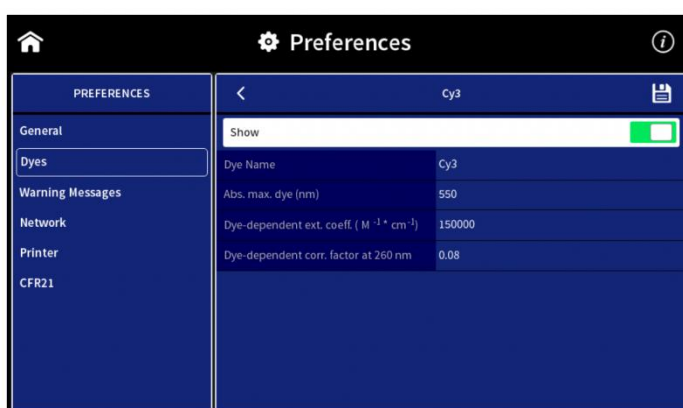 Preferences
PREFERENCES
General
Dyes
Warning Messages
Network
Printer
CFR21
Cy3
Show
Dye Name Cy3
Abs. max. dye (nm) 550
Dye-dependent ext. coeff. ( M ⁻¹ * cm⁻¹) 150000
Dye-dependent corr. factor at 260 nm 0.08